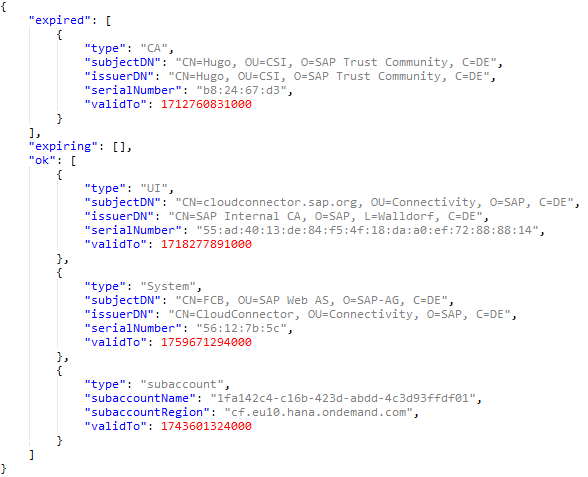 {
"expired": [
{
"type": "CA",
"subjectDN": "CN=Hugo, OU=CSI, O=SAP Trust Community, C=DE",
"issuerDN": "CN=Hugo, OU=CSI, O=SAP Trust Community, C=DE",
"serialNumber": "b8:24:67:d3",
"validTo": 1712760831000
}
],
"expiring": [],
"ok": [
{
"type": "UI",
"subjectDN": "CN=cloudconnector.sap.org, OU=Connectivity, O=SAP, C=DE",
"issuerDN": "CN=SAP Internal CA, O=SAP, L=Walldorf, C=DE",
"serialNumber": "55:ad:40:13:de:84:f5:4f:18:da:a0:ef:72:88:88:14",
"validTo": 1718277891000
},
{
"type": "System",
"subjectDN": "CN=FCB, OU=SAP Web AS, O=SAP-AG, C=DE",
"issuerDN": "CN=CloudConnector, OU=Connectivity, O=SAP, C=DE",
"serialNumber": "56:12:7b:5c",
"validTo": 1759671294000
},
{
"type": "subaccount",
"subaccountName": "1fa142c4-c16b-423d-abdd-4c3d93ffdf01",
"subaccountRegion": "cf.eu10.hana.ondemand.com",
"validTo": 1743601324000
}
]
}